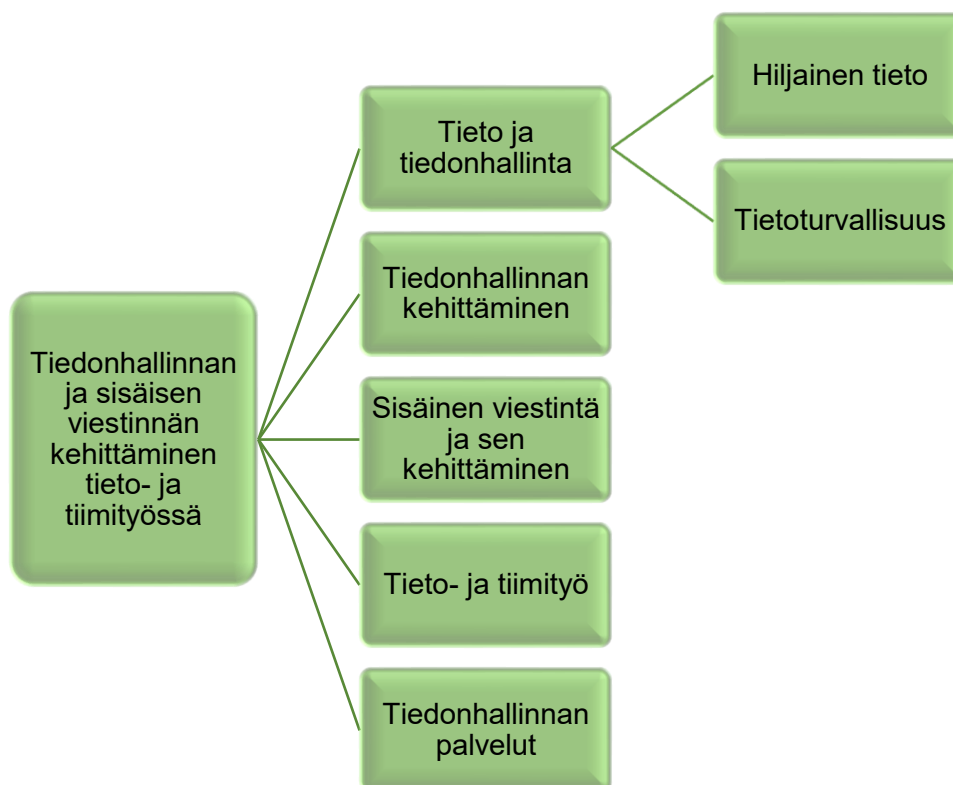 Tiedonhallinnan
ja sisäisen
viestinnän
kehittäminen
tieto- ja
tiimityössä
Tieto ja
tiedonhallinta
Hiljainen tieto
Tietoturvallisuus
Tiedonhallinnan
kehittäminen
Sisäinen viestintä
ja sen
kehittäminen
Tieto- ja tiimityö
Tiedonhallinnan
palvelut